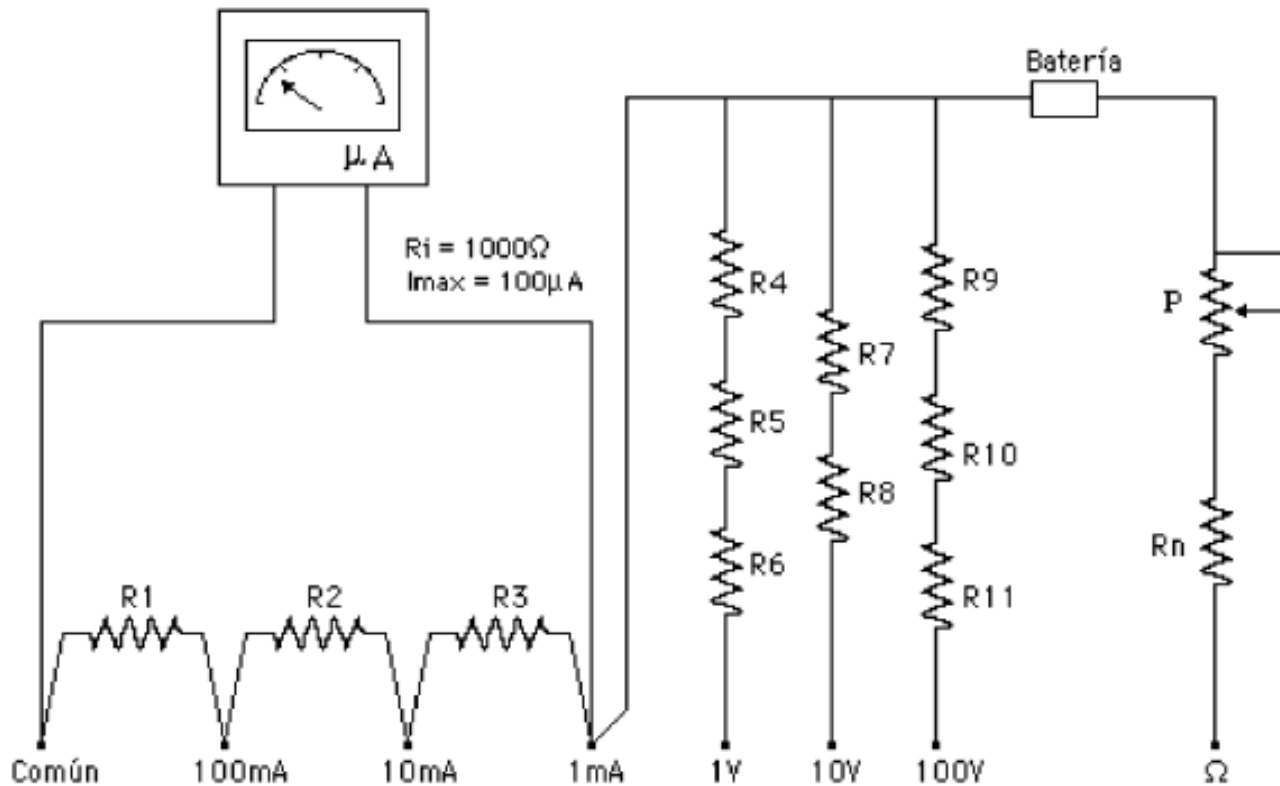 μA
Batería
Ri = 1000Ω
Imax = 100μA
R4
R9
P
R7
R5
R10
R8
Rn
R6
R11
R1
R2
R3
Común
100mA
10mA
1mA
1V
10V
100V
Ω